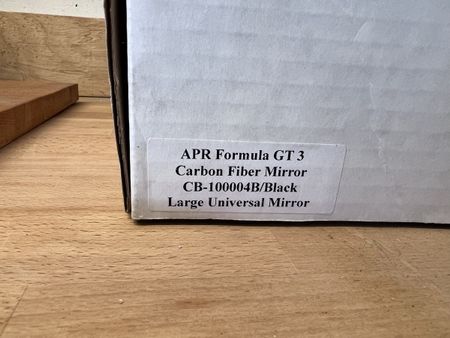 APR Formula GT 3
Carbon Fiber Mirror
CB-100004B/Black
Large Universal Mirror